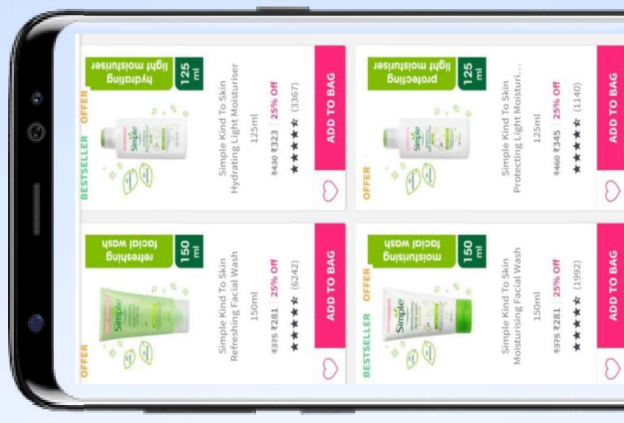 OFFER
Simple
refreshing
facial wash
150
ml
Simple Kind To Skin
Refreshing Facial Wash
150ml
₹375 ₹281 | 25% Off
(6242)
ADD TO BAG
BESTSELLER OFFER
Simple
hydrating
light moisturiser
125
ml
Simple Kind To Skin
Hydrating Light Moisturiser
125ml
₹430 ₹323 | 25% Off
(3367)
ADD TO BAG
BESTSELLER OFFER
Simple
moisturising
facial wash
150
ml
Simple Kind To Skin
Moisturising Facial Wash
150ml
₹375 ₹281 | 25% Off
(1992)
ADD TO BAG
OFFER
Simple
protecting
light moisturiser
125
ml
Simple Kind To Skin
Protecting Light Moisturi...
125ml
₹460 ₹345 | 25% Off
(1140)
ADD TO BAG